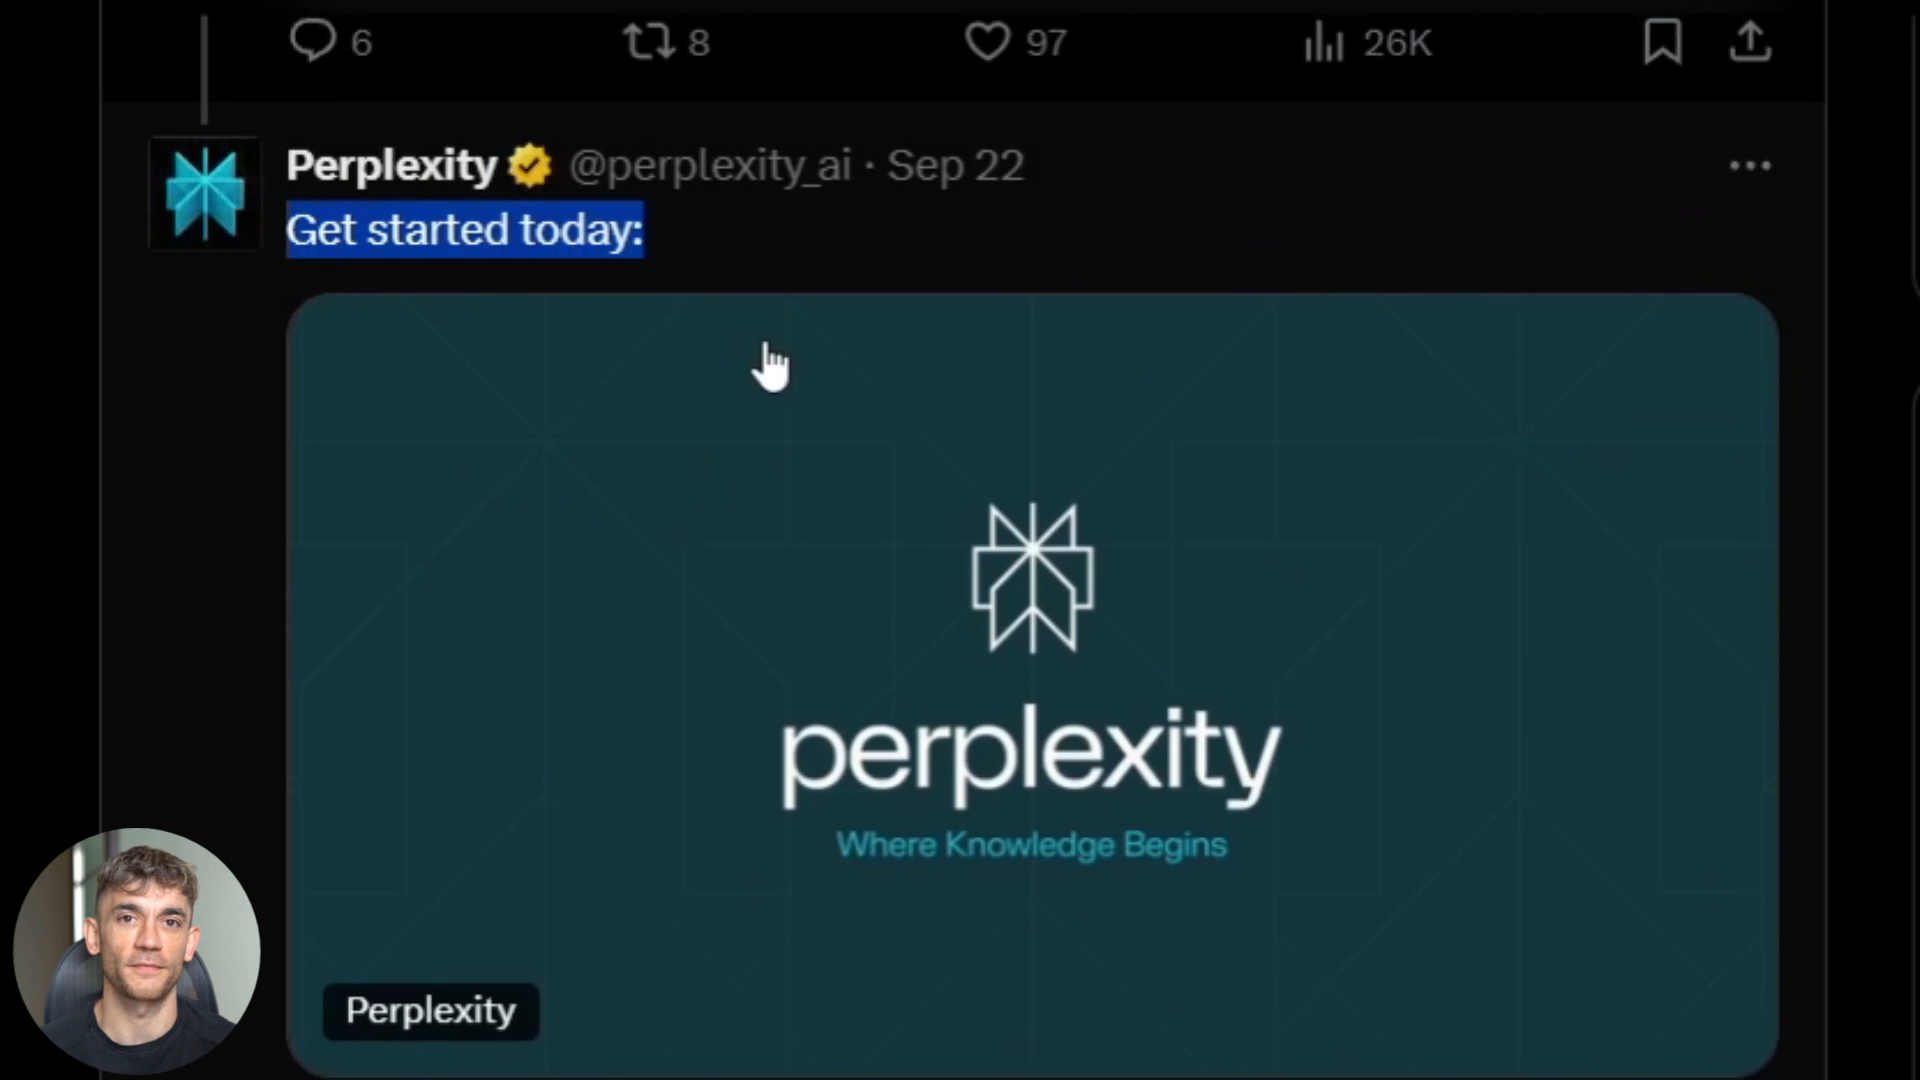 6 8 97 26K
Perplexity @perplexity_ai · Sep 22
Get started today:
perplexity
Where Knowledge Begins
Perplexity